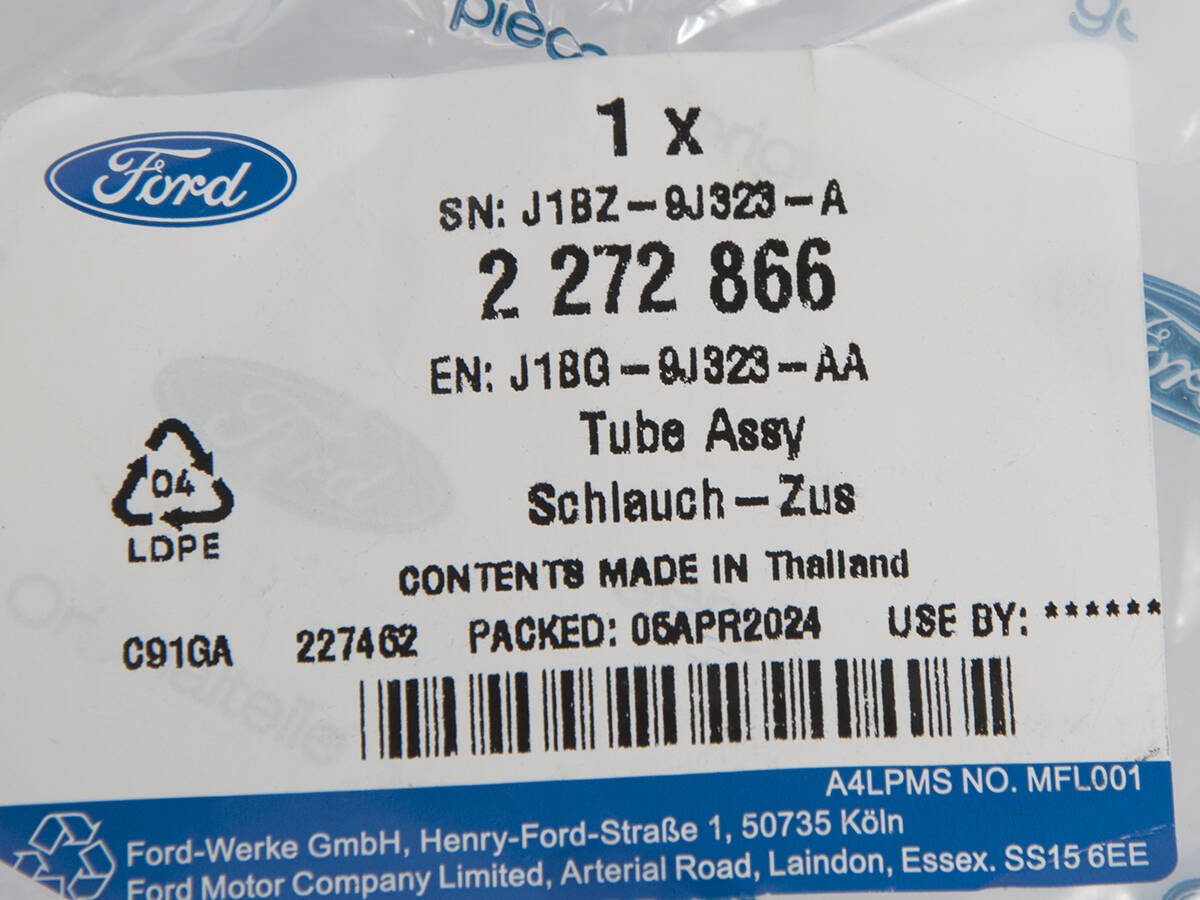 pièce
1 x
Ford
SN: J1BZ-9J323-A
2 272 866
EN: J1BG-9J323-AA
Tube Assy
Schlauch-Zus
04
LDPE
CONTENTS MADE IN Thailand
C91GA 227462 PACKED: 05APR2024 USE BY: ******
A4LPMS NO. MFL001
Ford-Werke GmbH, Henry-Ford-Straße 1, 50735 Köln
Ford Motor Company Limited, Arterial Road, Laindon, Essex. SS15 6EE